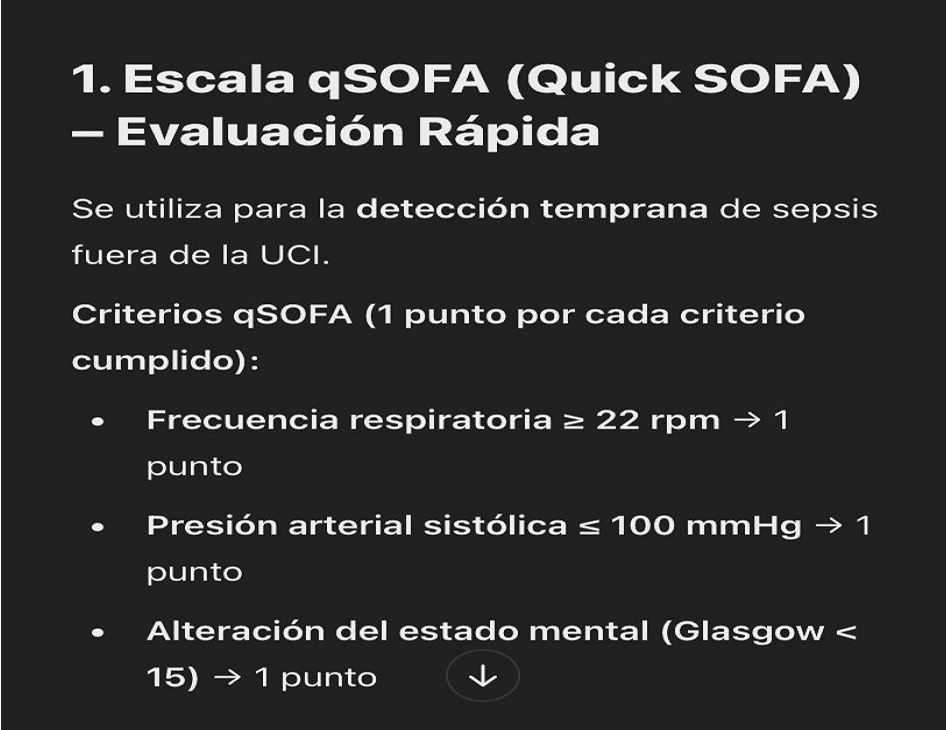 1. Escala qSOFA (Quick SOFA)
– Evaluación Rápida
Se utiliza para la detección temprana de sepsis
fuera de la UCI.
Criterios qSOFA (1 punto por cada criterio
cumplido):
• Frecuencia respiratoria ≥ 22 rpm → 1
punto
• Presión arterial sistólica ≤ 100 mmHg → 1
punto
• Alteración del estado mental (Glasgow <
15) → 1 punto